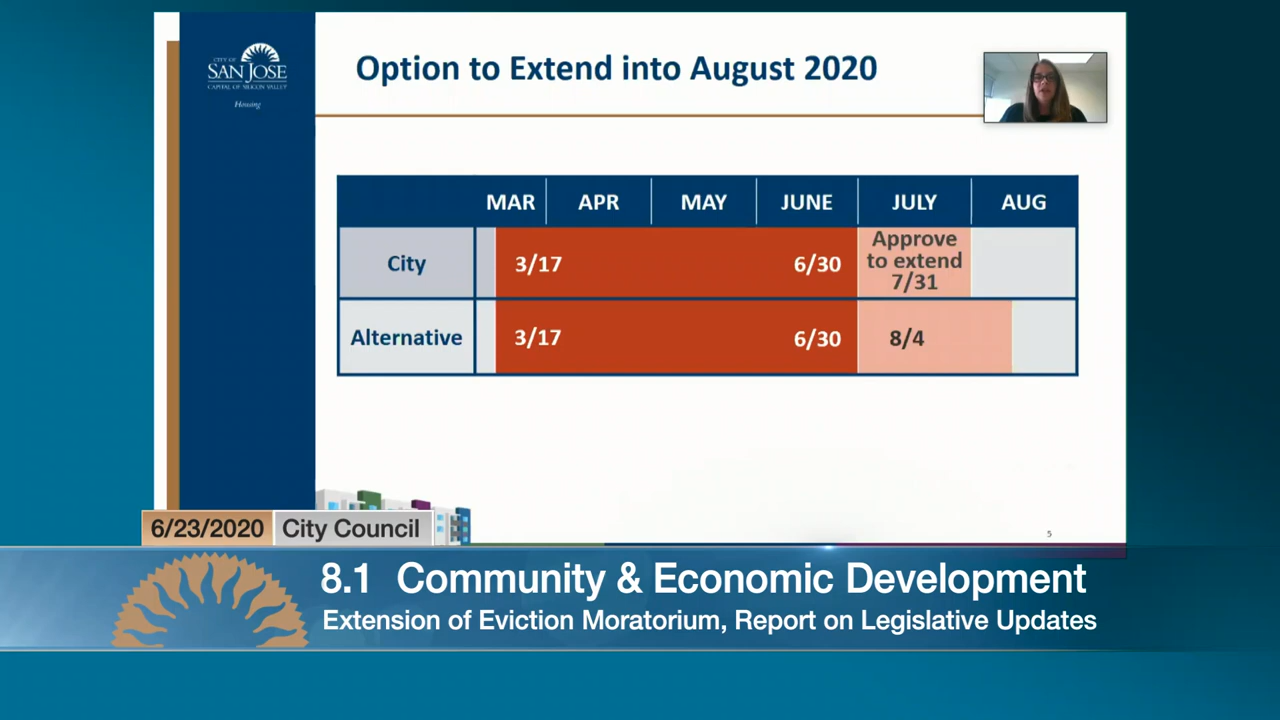 CITY OF
SAN JOSE
CAPITAL OF SILICON VALLEY
Housing
Option to Extend into August 2020
MAR APR MAY JUNE JULY AUG
City 3/17 6/30 Approve
to extend
7/31
Alternative 3/17 6/30 8/4
5
6/23/2020 City Council
8.1 Community & Economic Development
Extension of Eviction Moratorium, Report on Legislative Updates